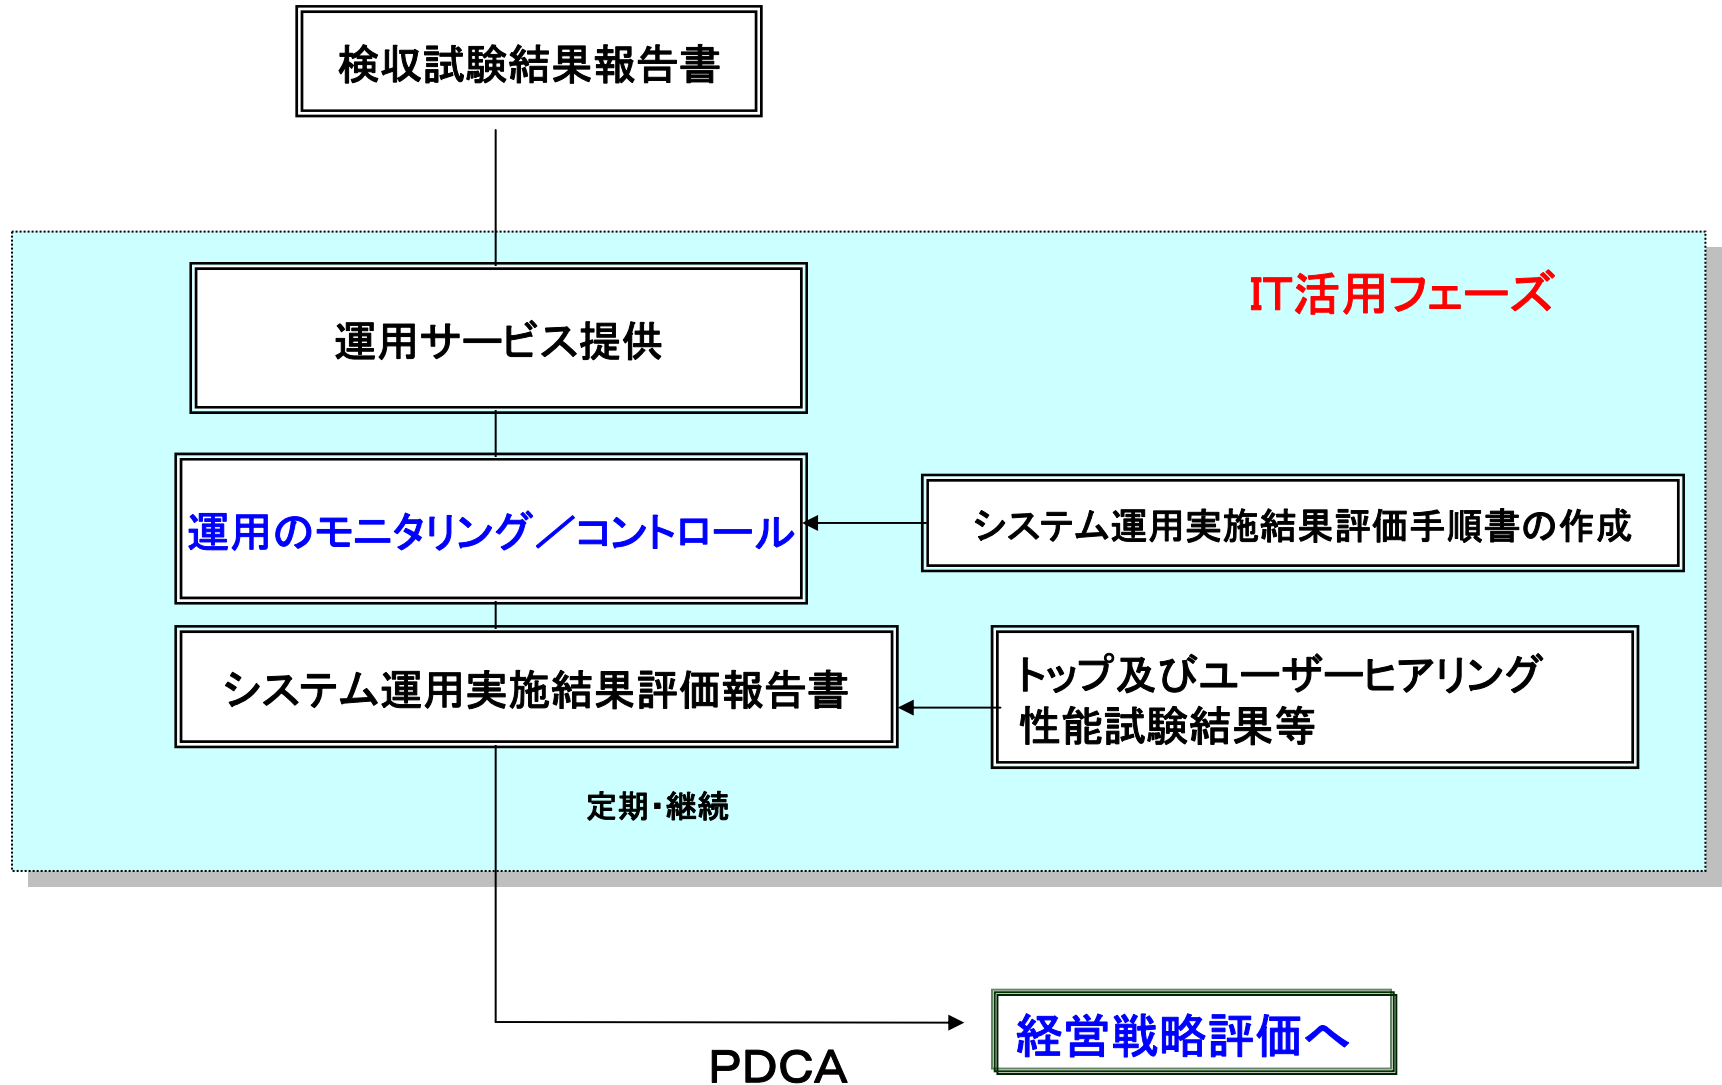 検収試験結果報告書
IT活用フェーズ
運用サービス提供
運用のモニタリング／コントロール
システム運用実施結果評価手順書の作成
システム運用実施結果評価報告書
トップ及びユーザーヒアリング
性能試験結果等
定期・継続
経営戦略評価へ
PDCA